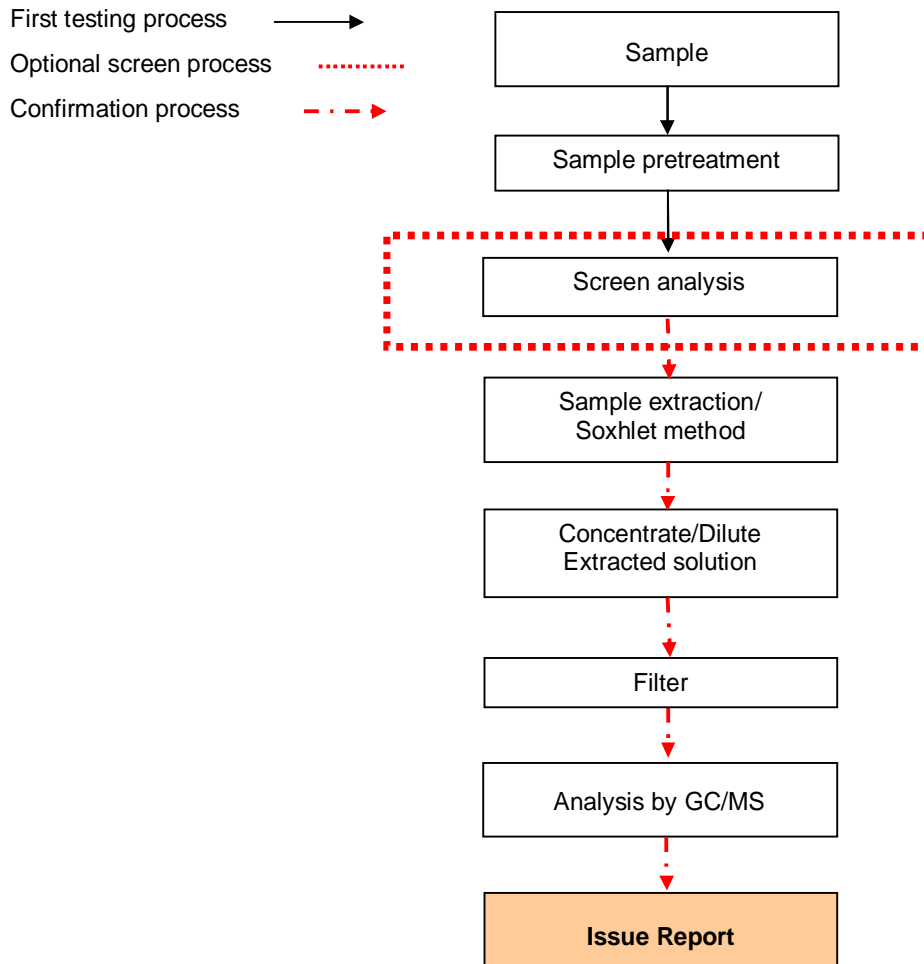 First testing process
Optional screen process
Confirmation process
Sample
Sample pretreatment
Screen analysis
Sample extraction/
Soxhlet method
Concentrate/Dilute
Extracted solution
Filter
Analysis by GC/MS
Issue Report